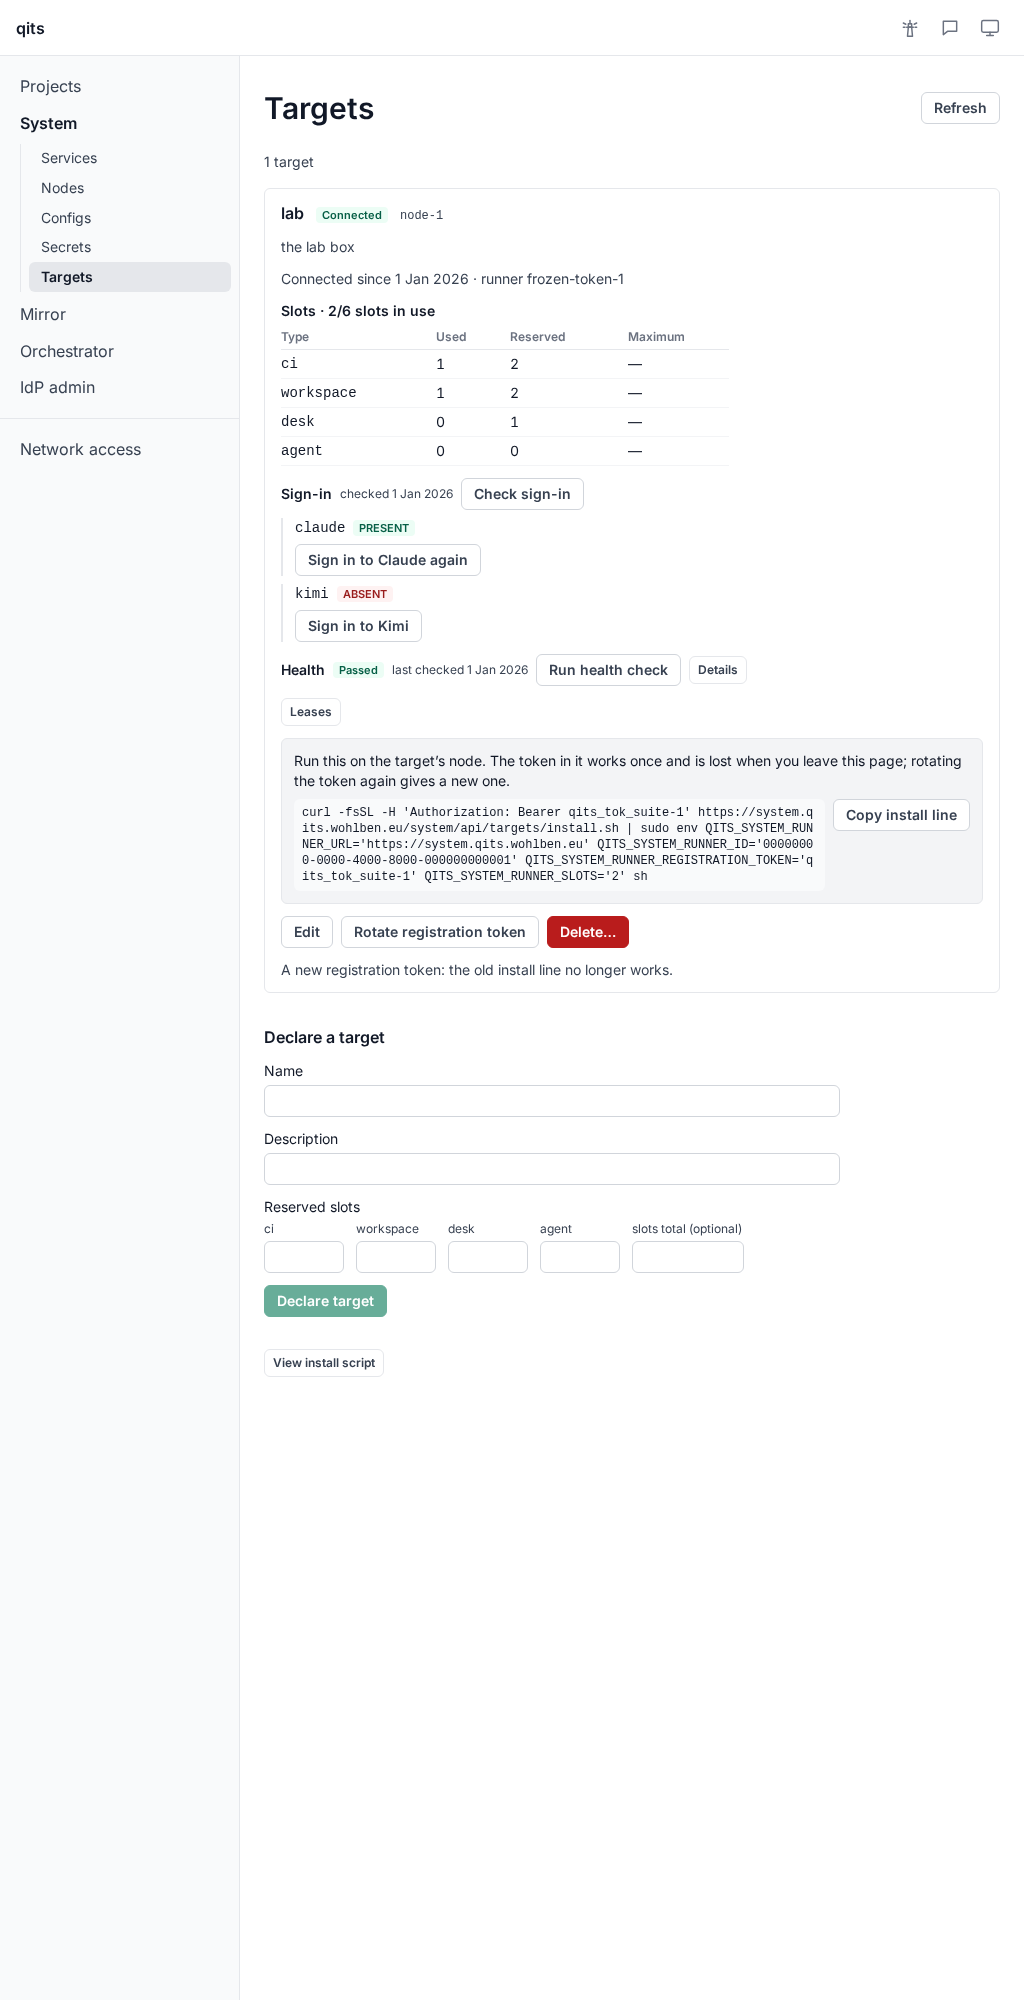 qits
Projects
System
Services
Nodes
Configs
Secrets
Targets
Mirror
Orchestrator
IdP admin
Network access
Targets
Refresh
1 target
lab Connected node-1
the lab box
Connected since 1 Jan 2026 · runner frozen-token-1
Slots · 2/6 slots in use
Type Used Reserved Maximum
ci 1 2 —
workspace 1 2 —
desk 0 1 —
agent 0 0 —
Sign-in checked 1 Jan 2026 Check sign-in
claude PRESENT
Sign in to Claude again
kimi ABSENT
Sign in to Kimi
Health Passed last checked 1 Jan 2026 Run health check Details
Leases
Run this on the target’s node. The token in it works once and is lost when you leave this page; rotating
the token again gives a new one.
curl -fsSL -H 'Authorization: Bearer qits_tok_suite-1' https://system.q
its.wohlben.eu/system/api/targets/install.sh | sudo env QITS_SYSTEM_RUN
NER_URL='https://system.qits.wohlben.eu' QITS_SYSTEM_RUNNER_ID='0000000
0-0000-4000-8000-000000000001' QITS_SYSTEM_RUNNER_REGISTRATION_TOKEN='q
its_tok_suite-1' QITS_SYSTEM_RUNNER_SLOTS='2' sh
Copy install line
Edit Rotate registration token Delete…
A new registration token: the old install line no longer works.
Declare a target
Name
Description
Reserved slots
ci workspace desk agent slots total (optional)
Declare target
View install script